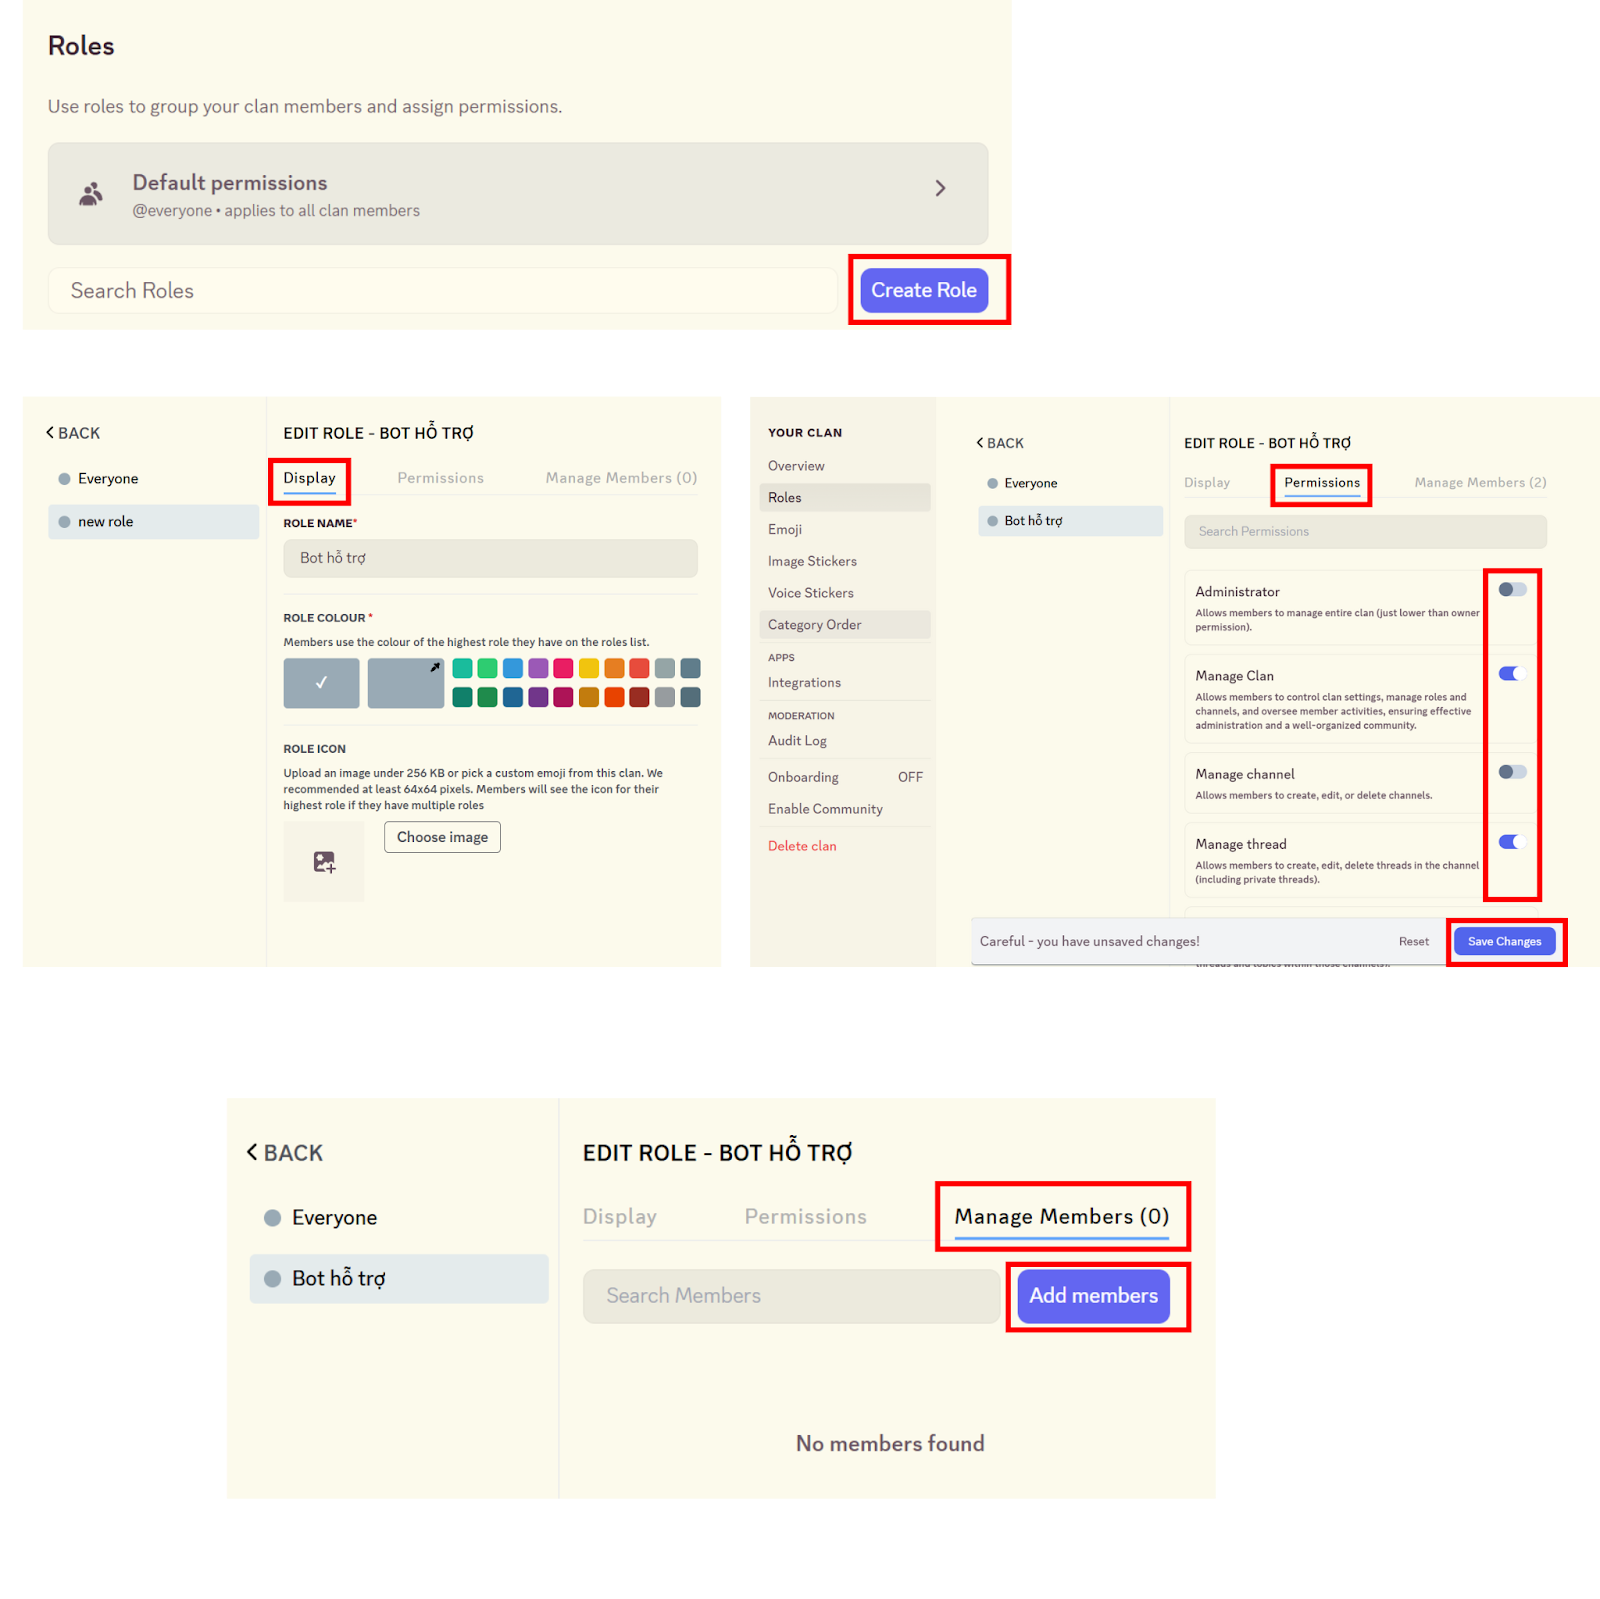 Roles
Use roles to group your clan members and assign permissions.
Default permissions
@everyone • applies to all clan members
Search Roles
Create Role
BACK
Everyone
new role
EDIT ROLE - BOT HỖ TRỢ
Display
Permissions
Manage Members (0)
ROLE NAME*
Bot hỗ trợ
ROLE COLOUR *
Members use the colour of the highest role they have on the roles list.
ROLE ICON
Upload an image under 256 KB or pick a custom emoji from this clan. We
recommended at least 64x64 pixels. Members will see the icon for their
highest role if they have multiple roles
Choose image
YOUR CLAN
Overview
Roles
Emoji
Image Stickers
Voice Stickers
Category Order
APPS
Integrations
MODERATION
Audit Log
Onboarding OFF
Enable Community
Delete clan
BACK
Everyone
Bot hỗ trợ
EDIT ROLE - BOT HỖ TRỢ
Display
Permissions
Manage Members (2)
Search Permissions
Administrator
Allows members to manage entire clan (just lower than owner
permission).
Manage Clan
Allows members to control clan settings, manage roles and
channels, and oversee member activities, ensuring effective
administration and a well-organized community.
Manage channel
Allows members to create, edit, or delete channels.
Manage thread
Allows members to create, edit, delete threads in the channel
(including private threads).
Careful - you have unsaved changes!
Reset
Save Changes
threads and topics within those channels).
BACK
Everyone
Bot hỗ trợ
EDIT ROLE - BOT HỖ TRỢ
Display
Permissions
Manage Members (0)
Search Members
Add members
No members found